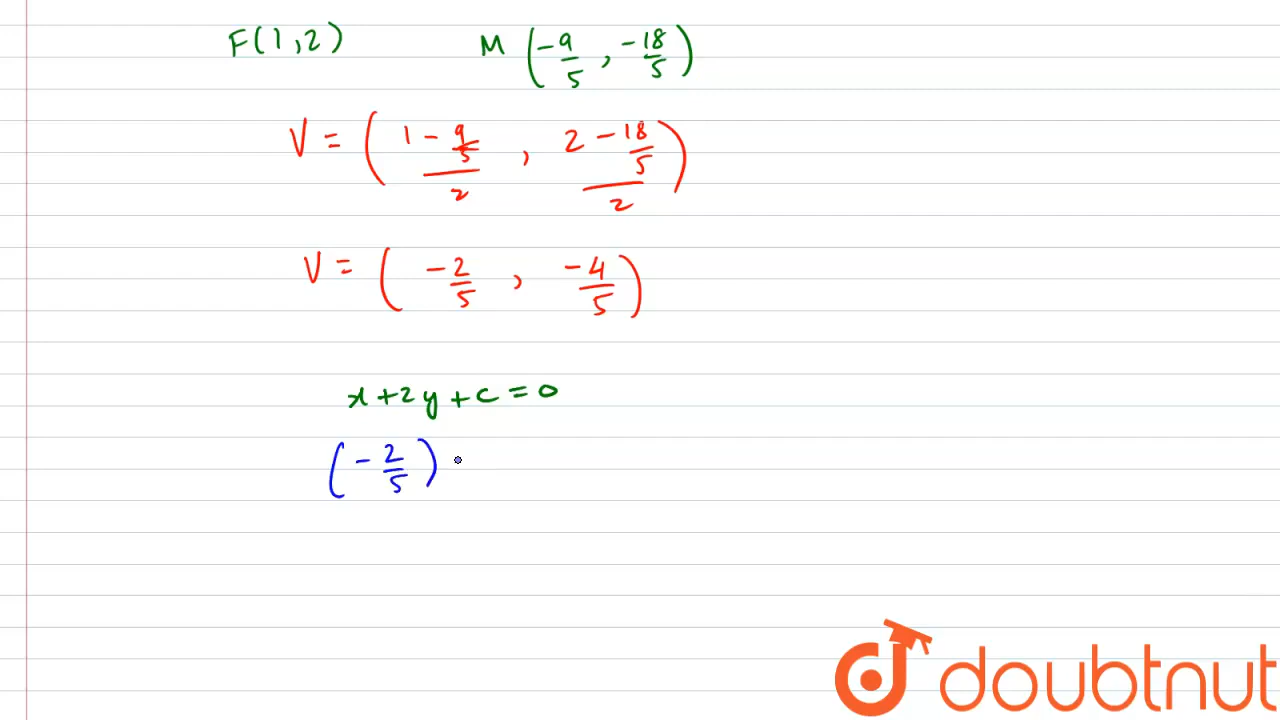 F(1,2) M (-9/5, -18/5)
V = ((1 - 9/5)/2, (2 - 18/5)/2)
V = (-2/5, -4/5)
x + 2y + c = 0
(-2/5)
doubtnut